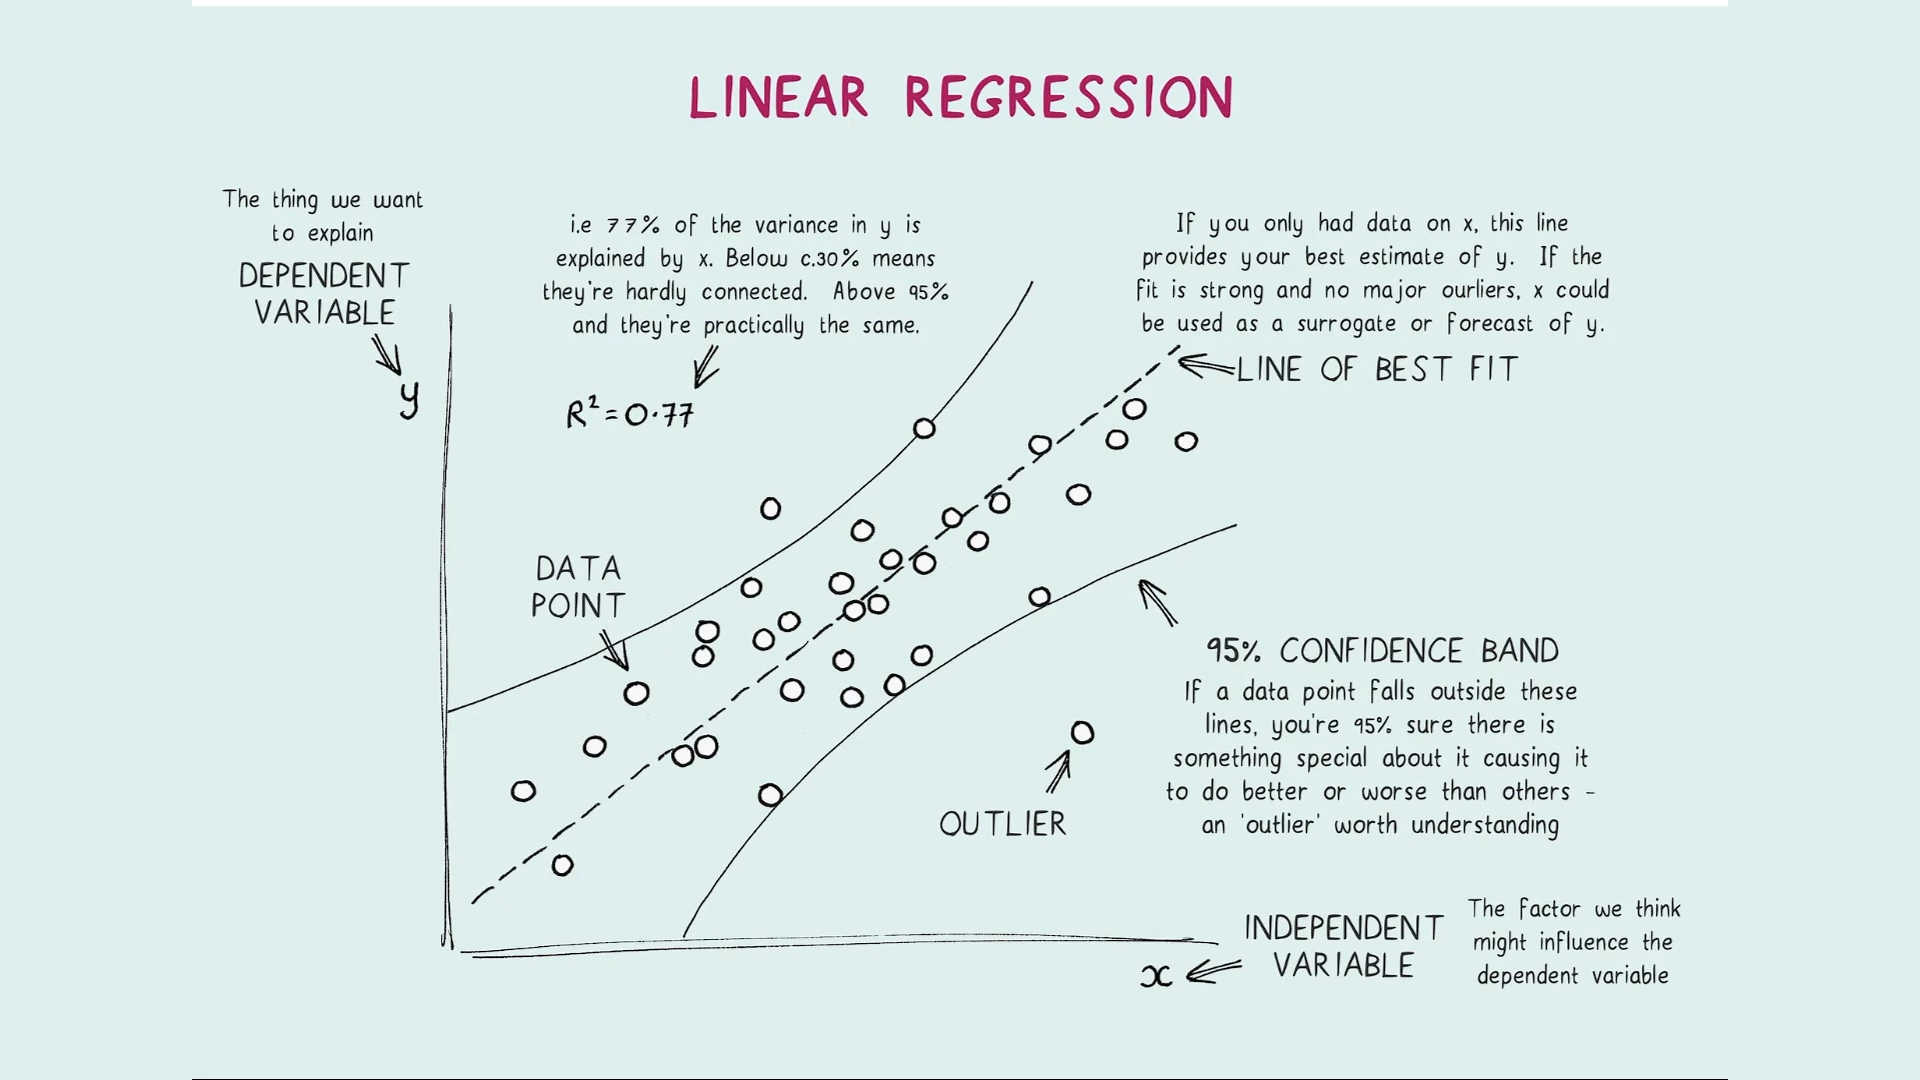 LINEAR REGRESSION
The thing we want
to explain
DEPENDENT
VARIABLE
y
i.e 77% of the variance in y is
explained by x. Below c.30% means
they're hardly connected. Above 95%
and they're practically the same.
R²=0.77
If you only had data on x, this line
provides your best estimate of y. If the
fit is strong and no major ourliers, x could
be used as a surrogate or forecast of y.
LINE OF BEST FIT
DATA
POINT
95% CONFIDENCE BAND
If a data point falls outside these
lines, you're 95% sure there is
something special about it causing it
to do better or worse than others -
an 'outlier' worth understanding
OUTLIER
INDEPENDENT
VARIABLE
x
The factor we think
might influence the
dependent variable